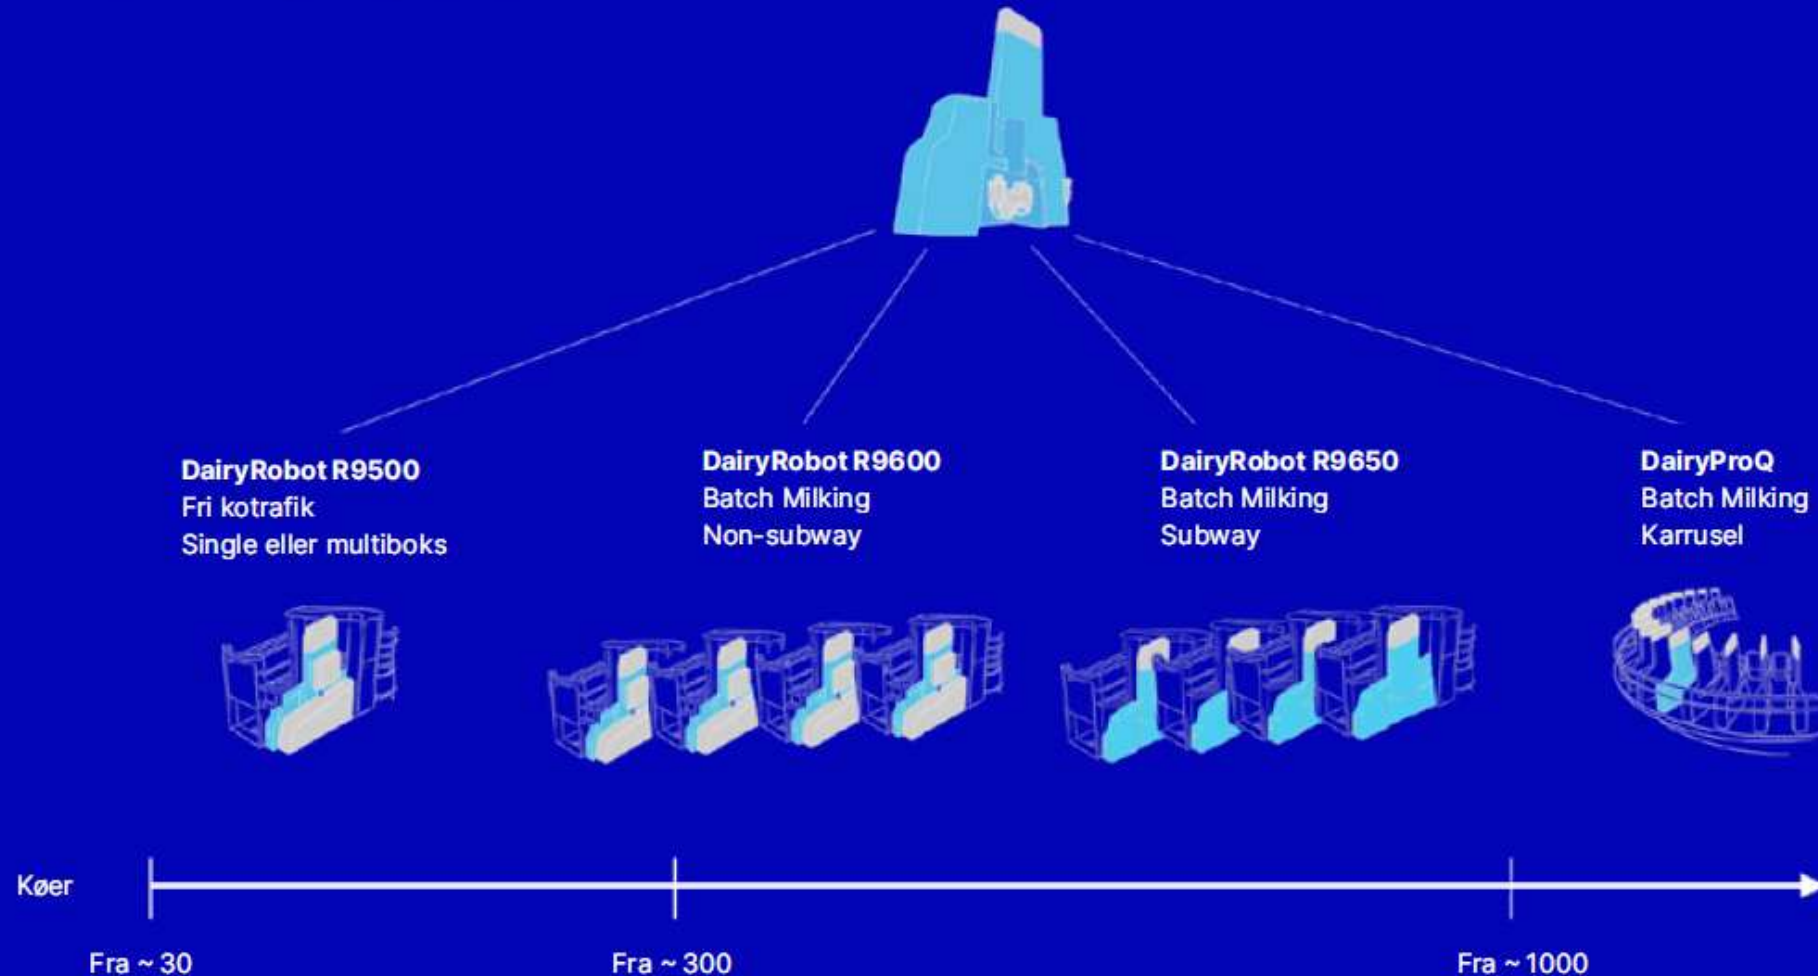 DairyRobot R9500
Fri kotrafik
Single eller multiboks
DairyRobot R9600
Batch Milking
Non-subway
DairyRobot R9650
Batch Milking
Subway
DairyProQ
Batch Milking
Karrusel
Køer
Fra ~ 30
Fra ~ 300
Fra ~ 1000